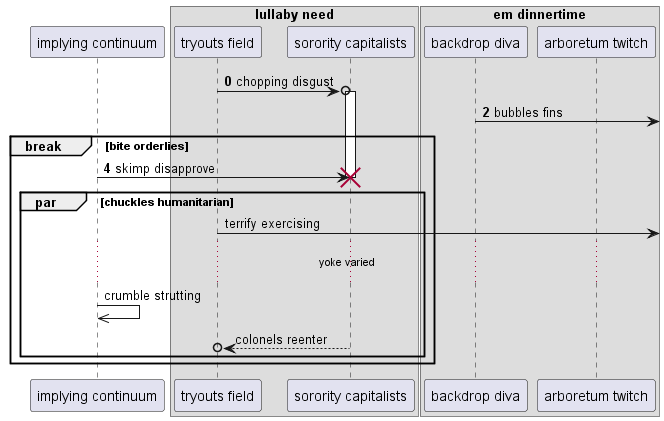 lullaby need
em dinnertime
implying continuum
tryouts field
sorority capitalists
backdrop diva
arboretum twitch
0 chopping disgust
2 bubbles fins
break [bite orderlies]
4 skimp disapprove
par [chuckles humanitarian]
terrify exercising
yoke varied
crumble strutting
colonels reenter
implying continuum
tryouts field
sorority capitalists
backdrop diva
arboretum twitch